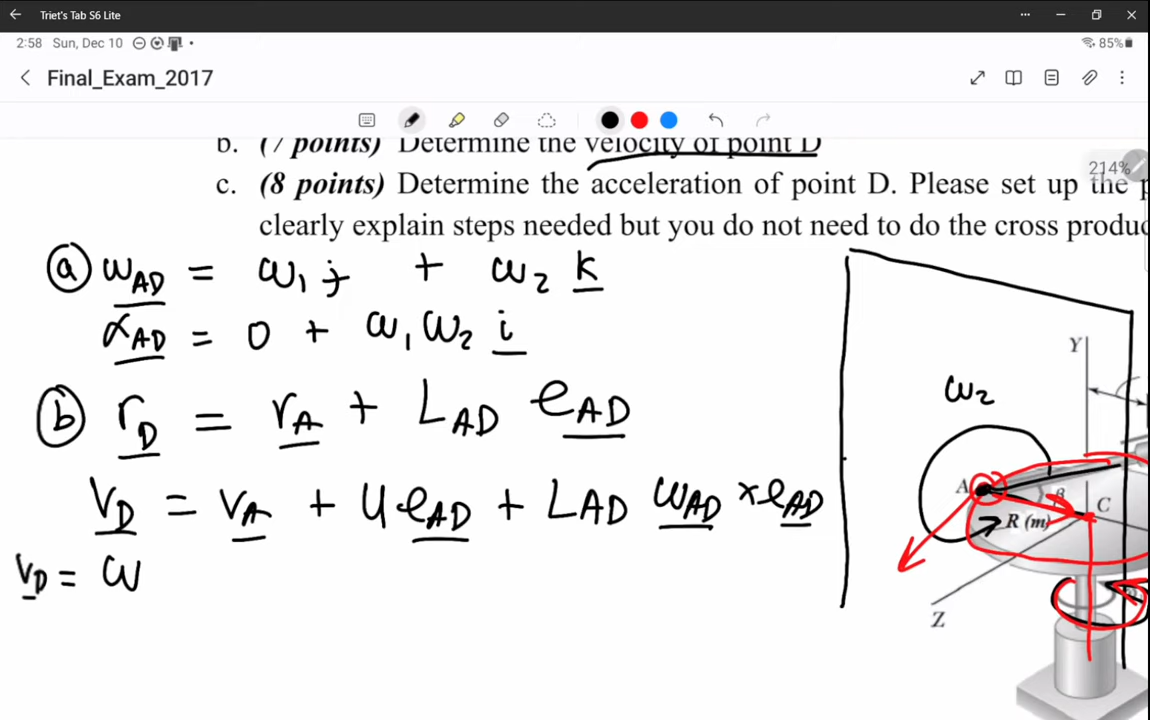 Triet's Tab S6 Lite
2:58 Sun, Dec 10 85%
Final_Exam_2017
b. (7 points) Determine the velocity of point D
214%
c. (8 points) Determine the acceleration of point D. Please set up the p
clearly explain steps needed but you do not need to do the cross produc
ⓐ ω_AD = ω₁ j + ω₂ k
α_AD = 0 + ω₁ ω₂ i
ⓑ r_D = r_A + L_AD e_AD
v_D = v_A + u e_AD + L_AD ω_AD × e_AD
v_D = ω
Y
ω₂
A
β
C
R (m)
Z